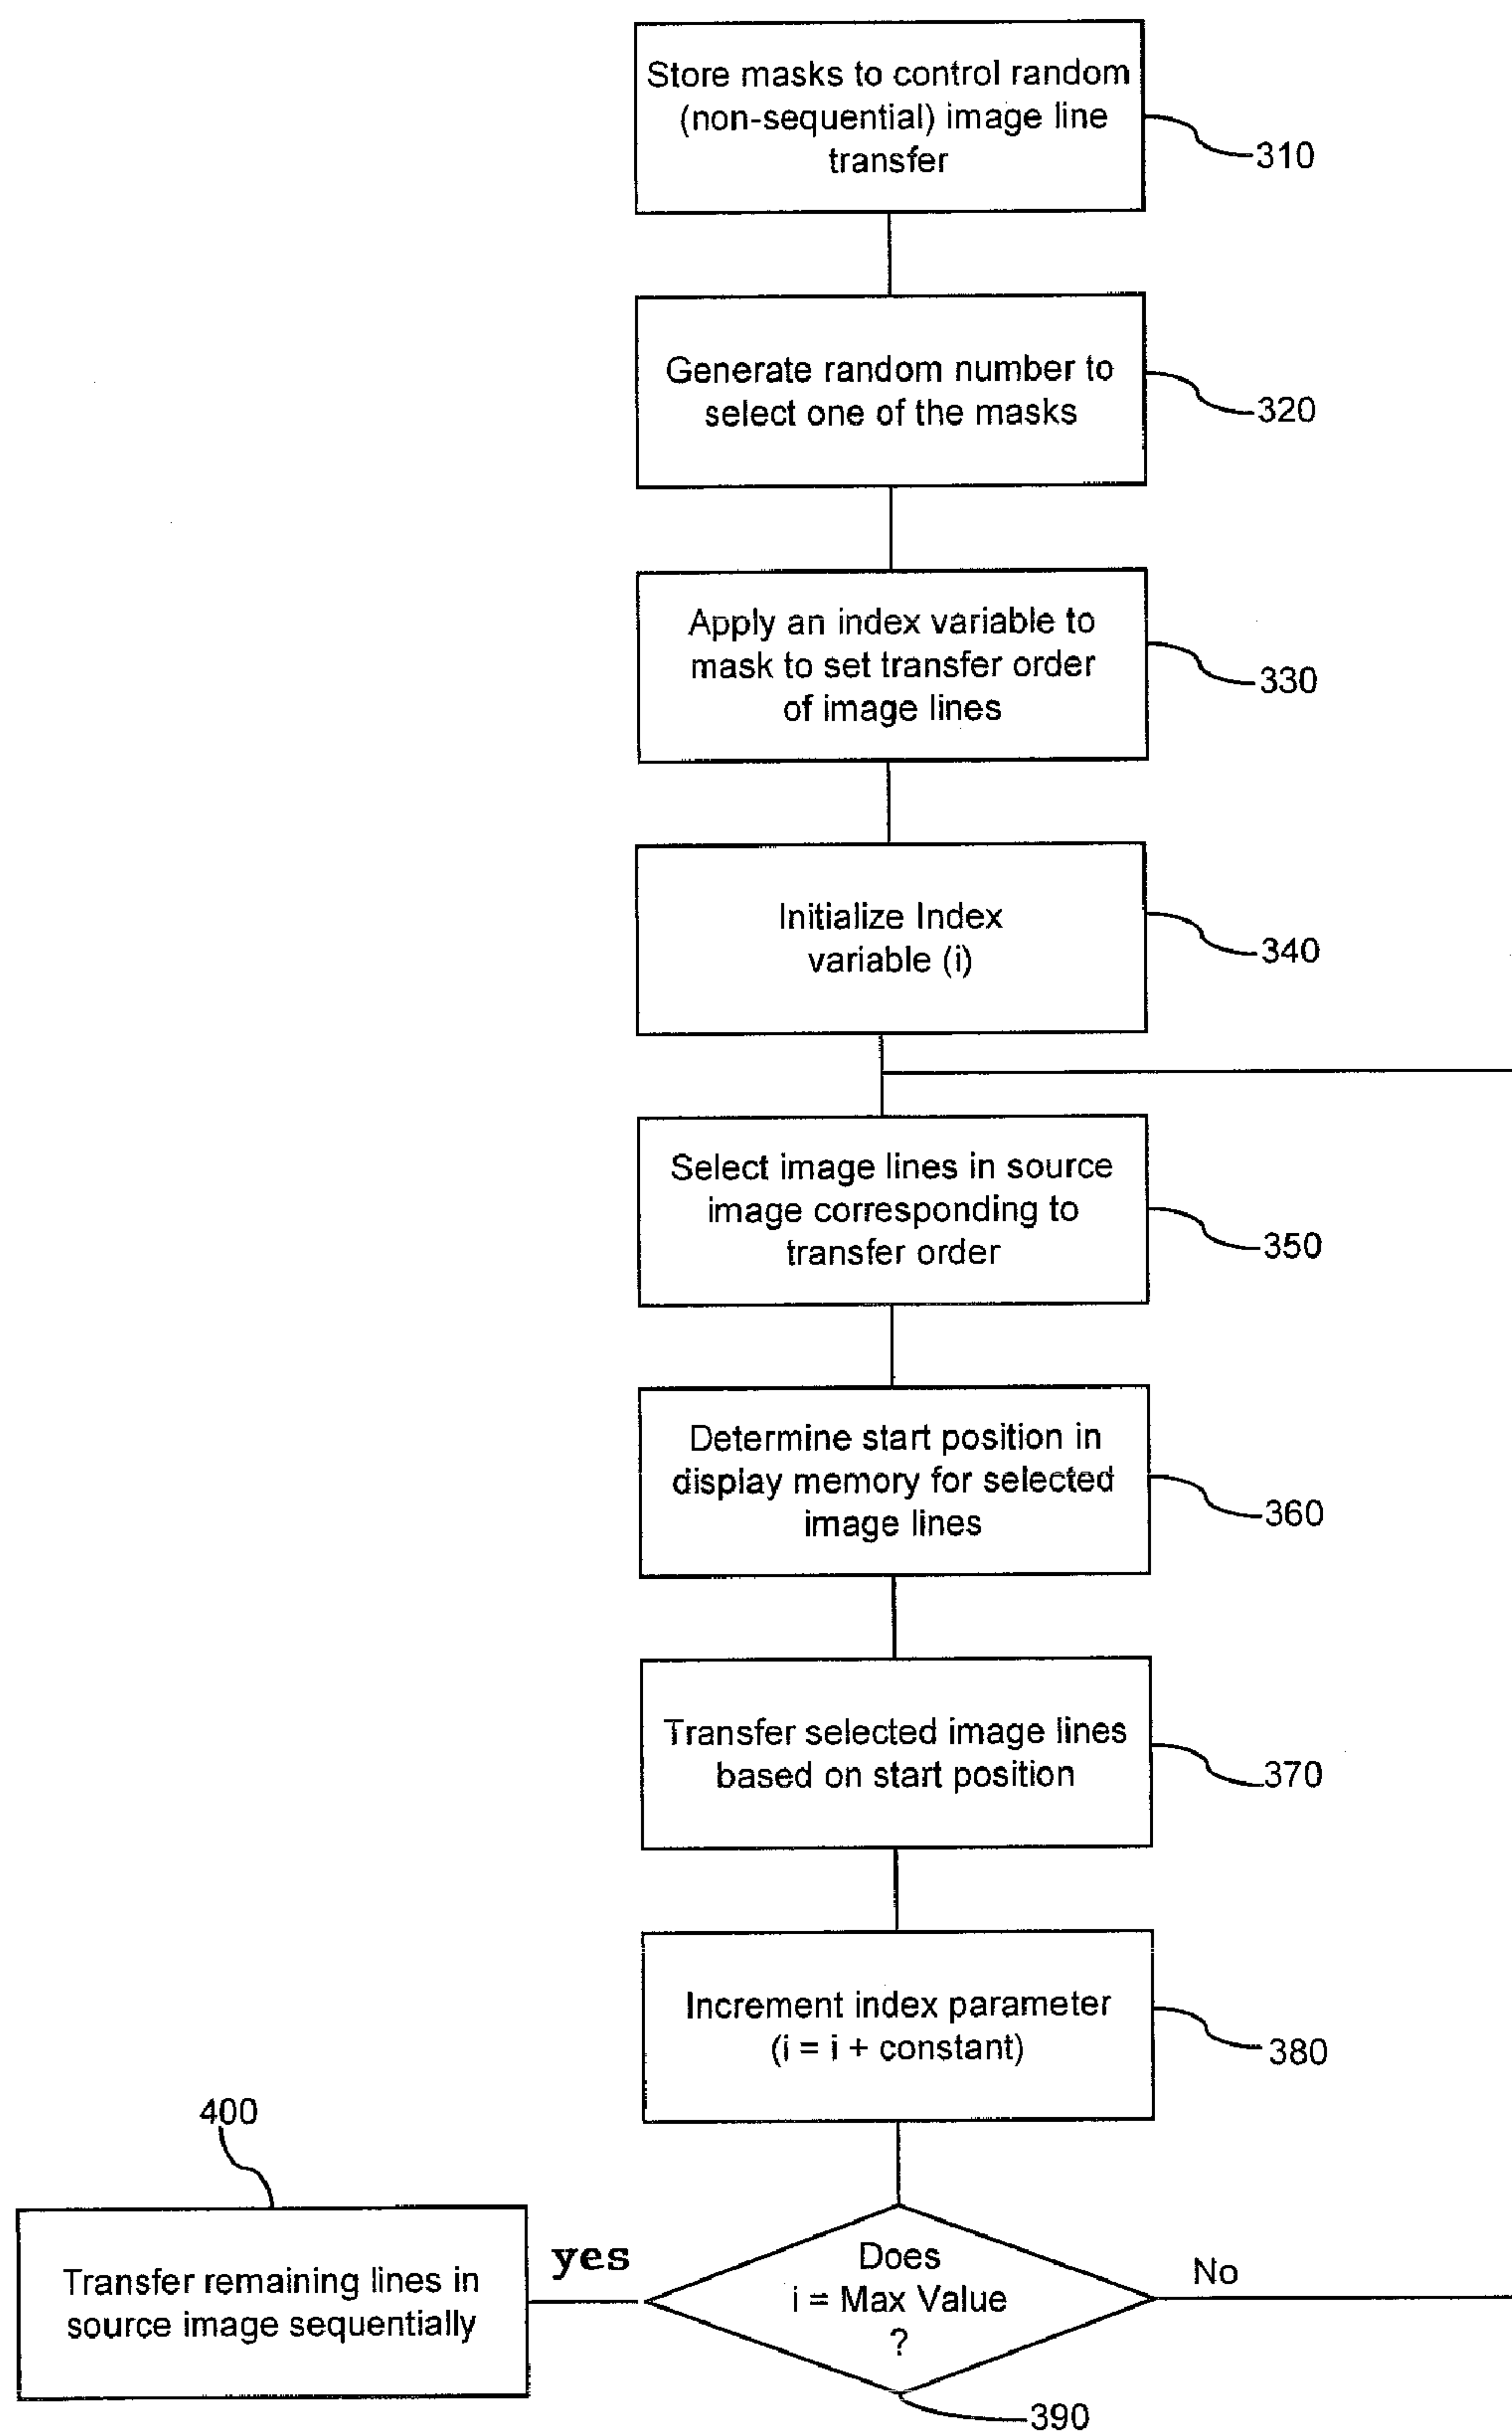 Store masks to control random
(non-sequential) image line
transfer
310
Generate random number to
select one of the masks
320
Apply an index variable to
mask to set transfer order
of image lines
330
Initialize Index
variable (i)
340
Select image lines in source
image corresponding to
transfer order
350
Determine start position in
display memory for selected
image lines
360
Transfer selected image lines
based on start position
370
Increment index parameter
(i = i + constant)
380
400
Transfer remaining lines in
source image sequentially
yes
Does
i = Max Value
?
No
390